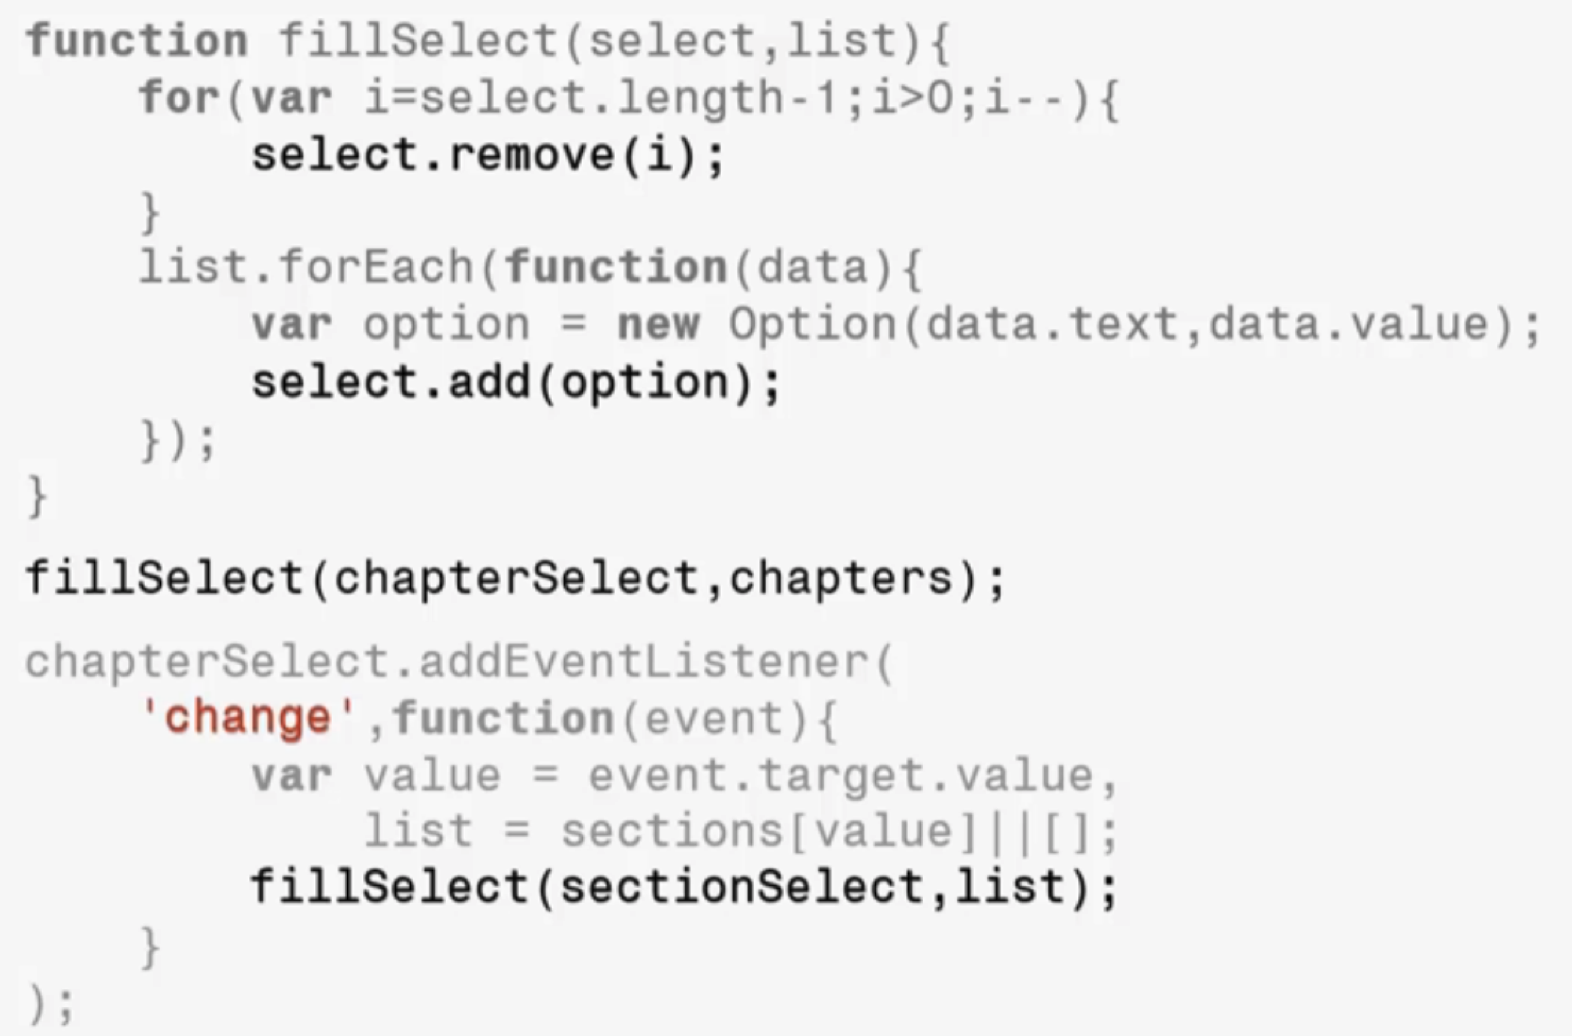 function fillSelect(select,list){
    for(var i=select.length-1;i>0;i--){
        select.remove(i);
    }
    list.forEach(function(data){
        var option = new Option(data.text,data.value);
        select.add(option);
    });
}
fillSelect(chapterSelect,chapters);
chapterSelect.addEventListener(
    'change',function(event){
        var value = event.target.value,
            list = sections[value]||[];
        fillSelect(sectionSelect,list);
    }
);